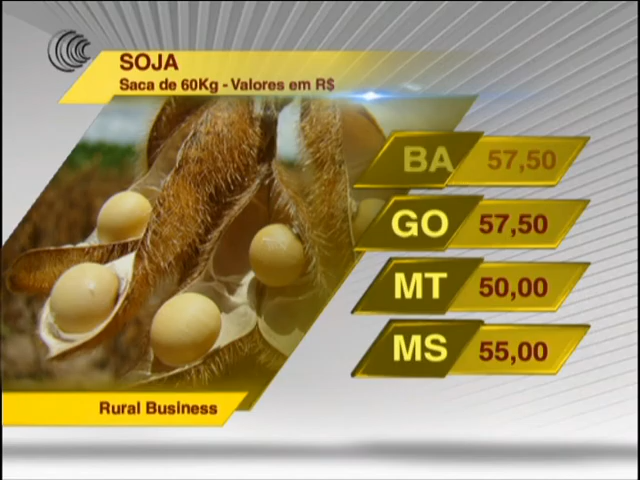 SOJA
Saca de 60Kg - Valores em R$
BA 57,50
GO 57,50
MT 50,00
MS 55,00
Rural Business